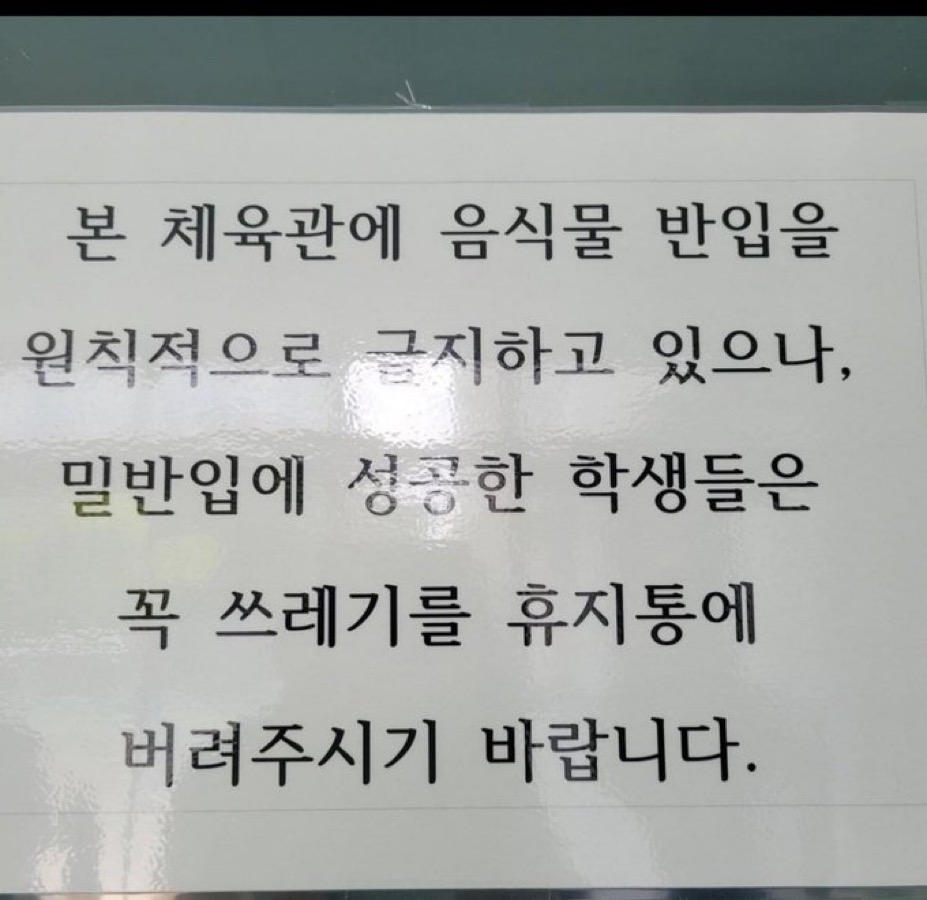 본 체육관에 음식물 반입을
원칙적으로 금지하고 있으나,
밀반입에 성공한 학생들은
꼭 쓰레기를 휴지통에
버려주시기 바랍니다.